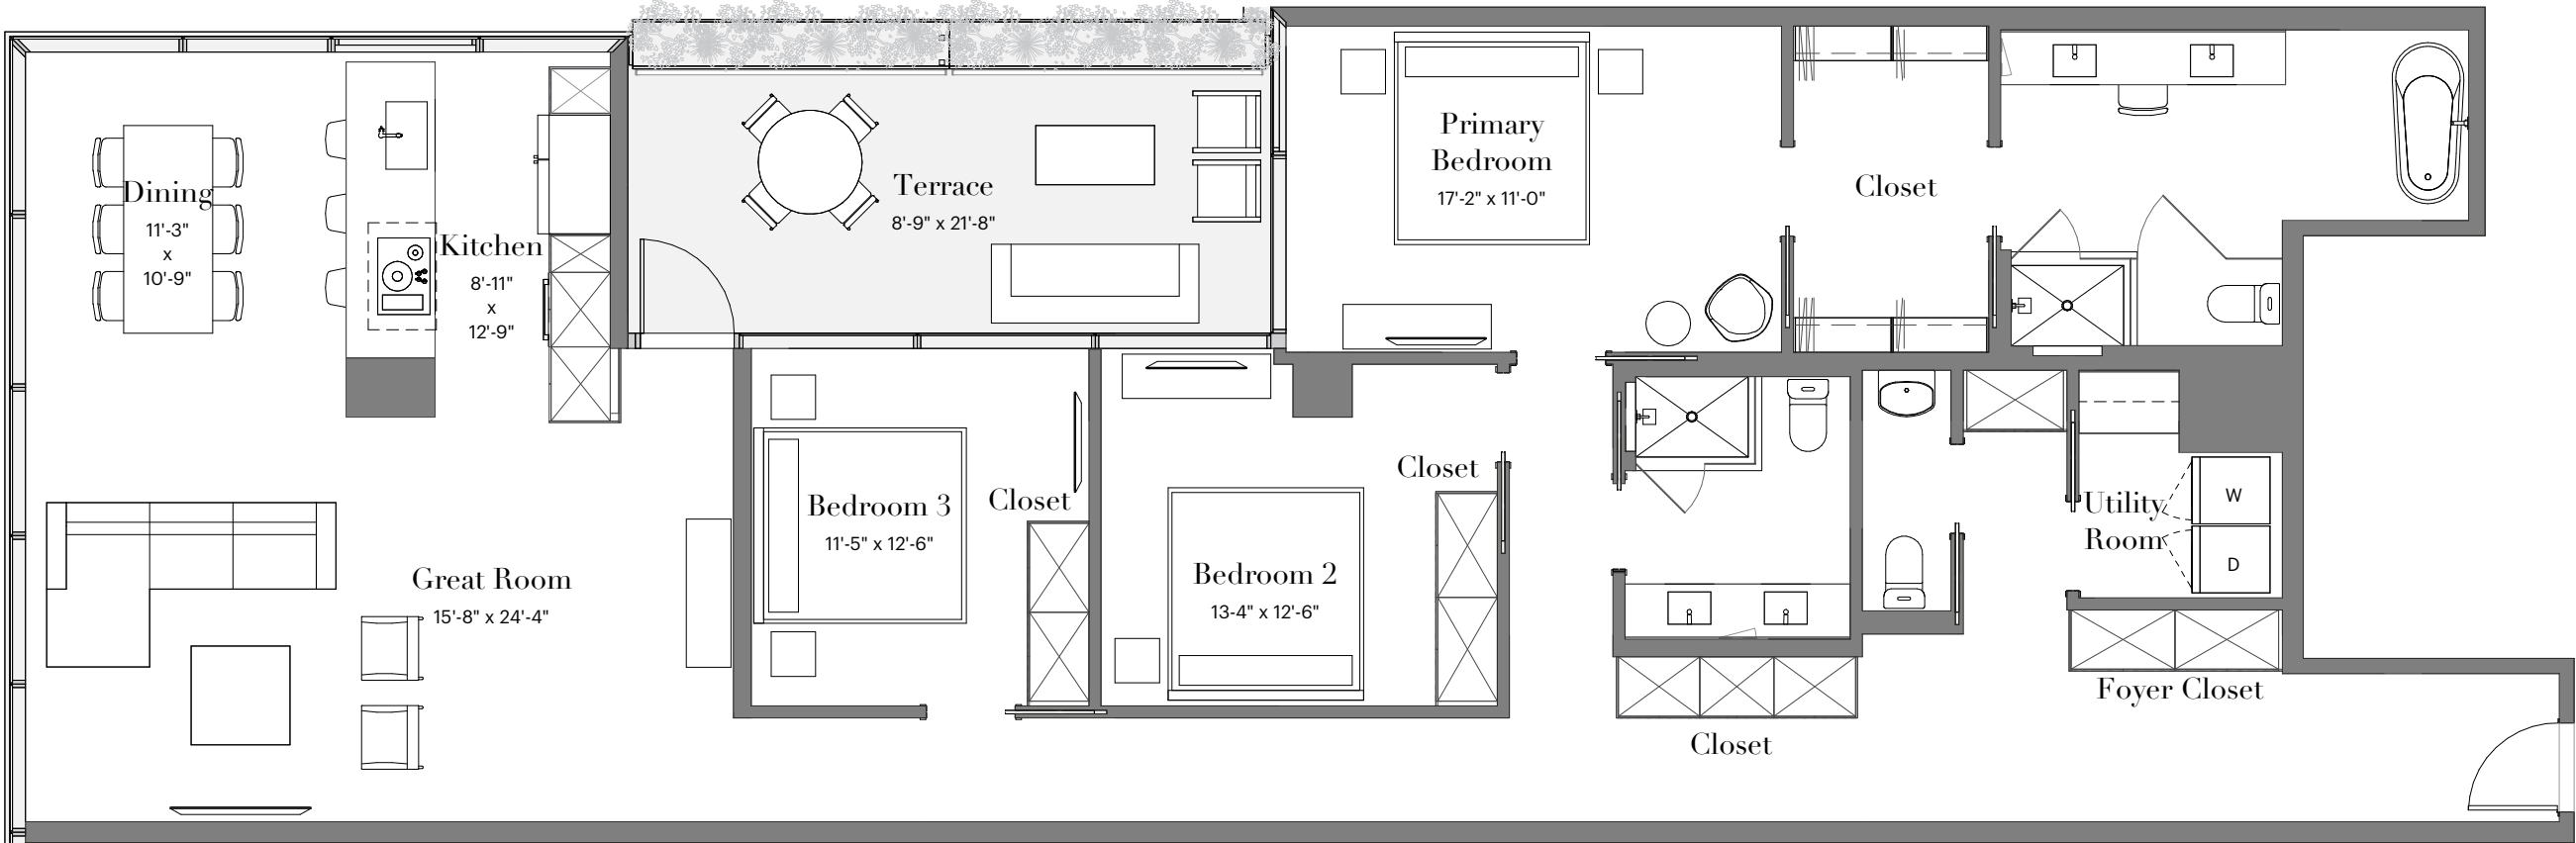 Dining
11'-3"
x
10'-9"
Kitchen
8'-11"
x
12'-9"
Terrace
8'-9" x 21'-8"
Primary
Bedroom
17'-2" x 11'-0"
Closet
Great Room
15'-8" x 24'-4"
Bedroom 3
11'-5" x 12'-6"
Closet
Bedroom 2
13-4" x 12'-6"
Closet
Closet
Utility
Room
W
D
Foyer Closet